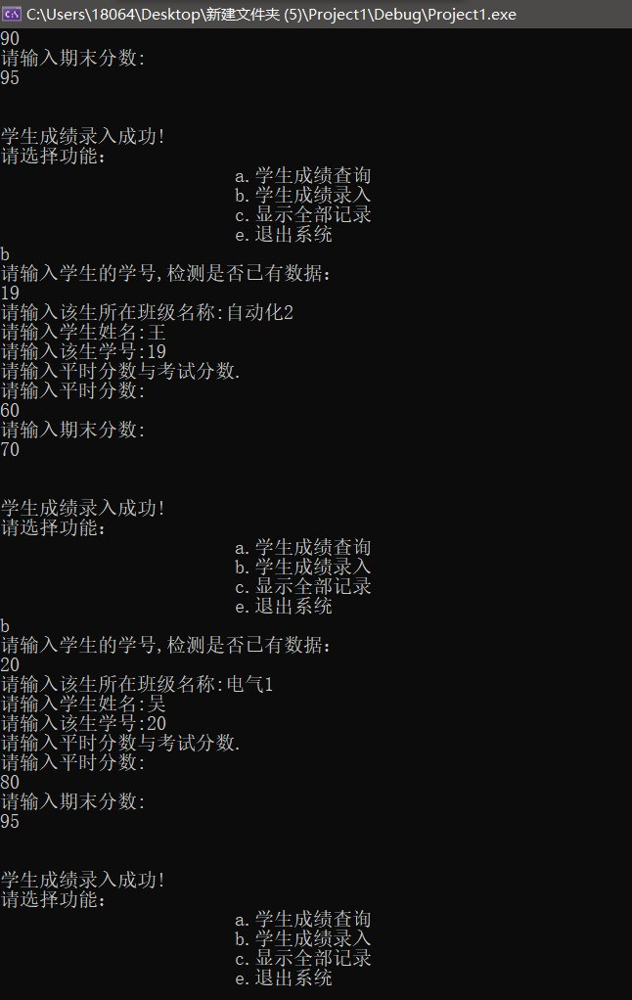 C:\Users\18064\Desktop\新建文件夹 (5)\Project1\Debug\Project1.exe
90
请输入期末分数:
95
学生成绩录入成功!
请选择功能:
a.学生成绩查询
b.学生成绩录入
c.显示全部记录
e.退出系统
b
请输入学生的学号,检测是否已有数据:
19
请输入该生所在班级名称:自动化2
请输入学生姓名:王
请输入该生学号:19
请输入平时分数与考试分数.
请输入平时分数:
60
请输入期末分数:
70
学生成绩录入成功!
请选择功能:
a.学生成绩查询
b.学生成绩录入
c.显示全部记录
e.退出系统
b
请输入学生的学号,检测是否已有数据:
20
请输入该生所在班级名称:电气1
请输入学生姓名:吴
请输入该生学号:20
请输入平时分数与考试分数.
请输入平时分数:
80
请输入期末分数:
95
学生成绩录入成功!
请选择功能:
a.学生成绩查询
b.学生成绩录入
c.显示全部记录
e.退出系统